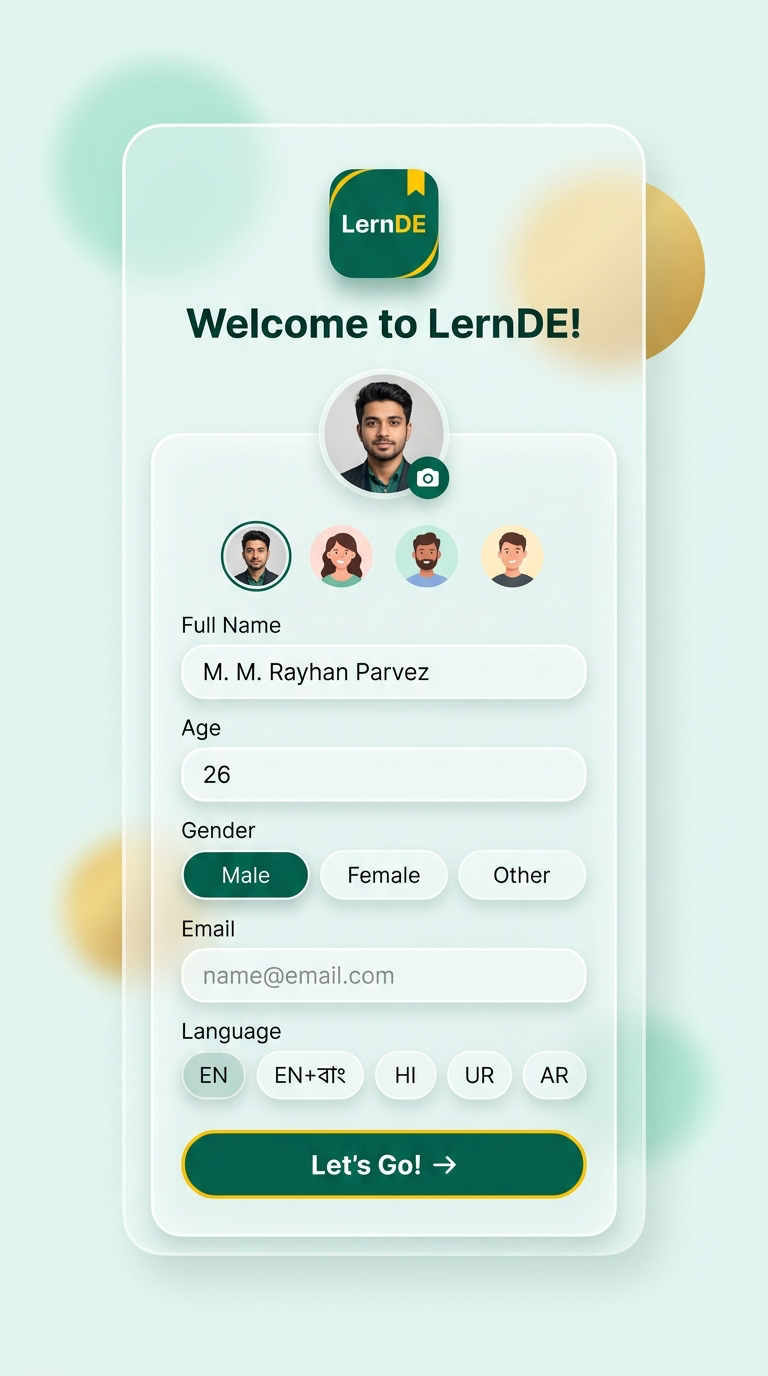 LernDE
Welcome to LernDE!
Full Name
M. M. Rayhan Parvez
Age
26
Gender
Male Female Other
Email
name@email.com
Language
EN EN+বাং HI UR AR
Let’s Go! →